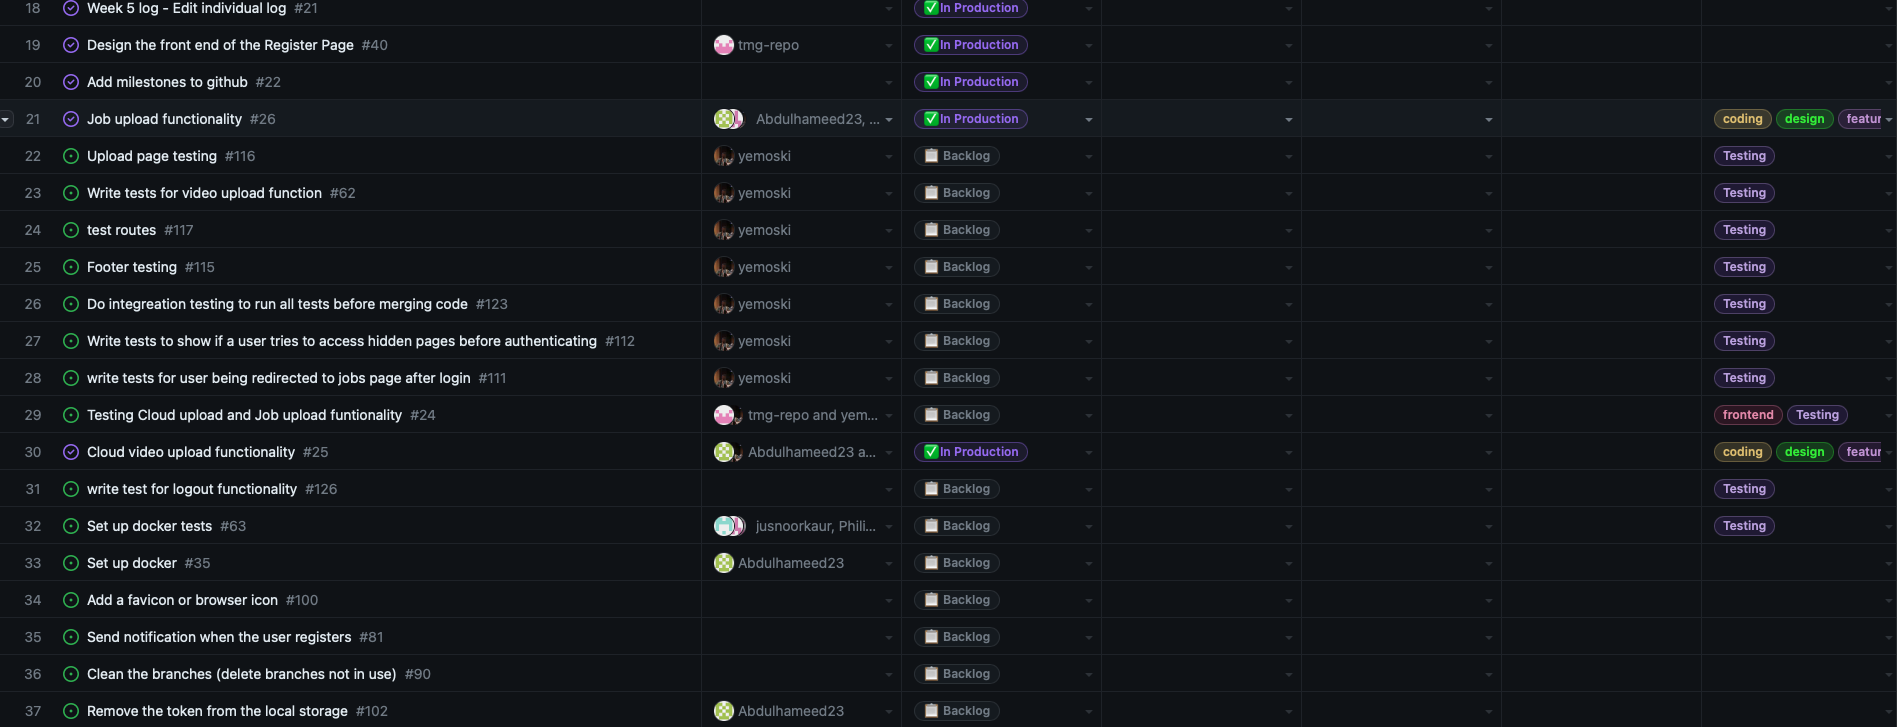 18 Week 5 log - Edit individual log #21 In Production
19 Design the front end of the Register Page #40 tmg-repo In Production
20 Add milestones to github #22 In Production
21 Job upload functionality #26 Abdulhameed23, ... In Production coding design featur
22 Upload page testing #116 yemoski Backlog Testing
23 Write tests for video upload function #62 yemoski Backlog Testing
24 test routes #117 yemoski Backlog Testing
25 Footer testing #115 yemoski Backlog Testing
26 Do integreation testing to run all tests before merging code #123 yemoski Backlog Testing
27 Write tests to show if a user tries to access hidden pages before authenticating #112 yemoski Backlog Testing
28 write tests for user being redirected to jobs page after login #111 yemoski Backlog Testing
29 Testing Cloud upload and Job upload funtionality #24 tmg-repo and yem... Backlog frontend Testing
30 Cloud video upload functionality #25 Abdulhameed23 a... In Production coding design featur
31 write test for logout functionality #126 Backlog Testing
32 Set up docker tests #63 jusnoorkaur, Phili... Backlog Testing
33 Set up docker #35 Abdulhameed23 Backlog
34 Add a favicon or browser icon #100 Backlog
35 Send notification when the user registers #81 Backlog
36 Clean the branches (delete branches not in use) #90 Backlog
37 Remove the token from the local storage #102 Abdulhameed23 Backlog